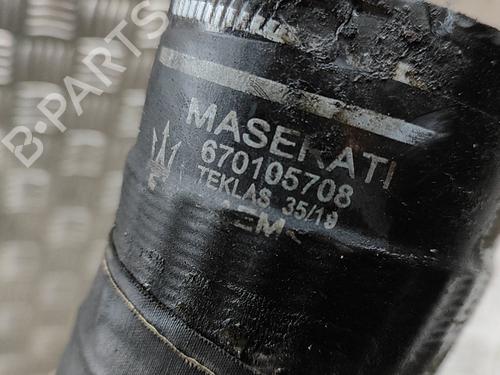 B-PARTS
MASERATI
670105708
TEKLAS 35/19